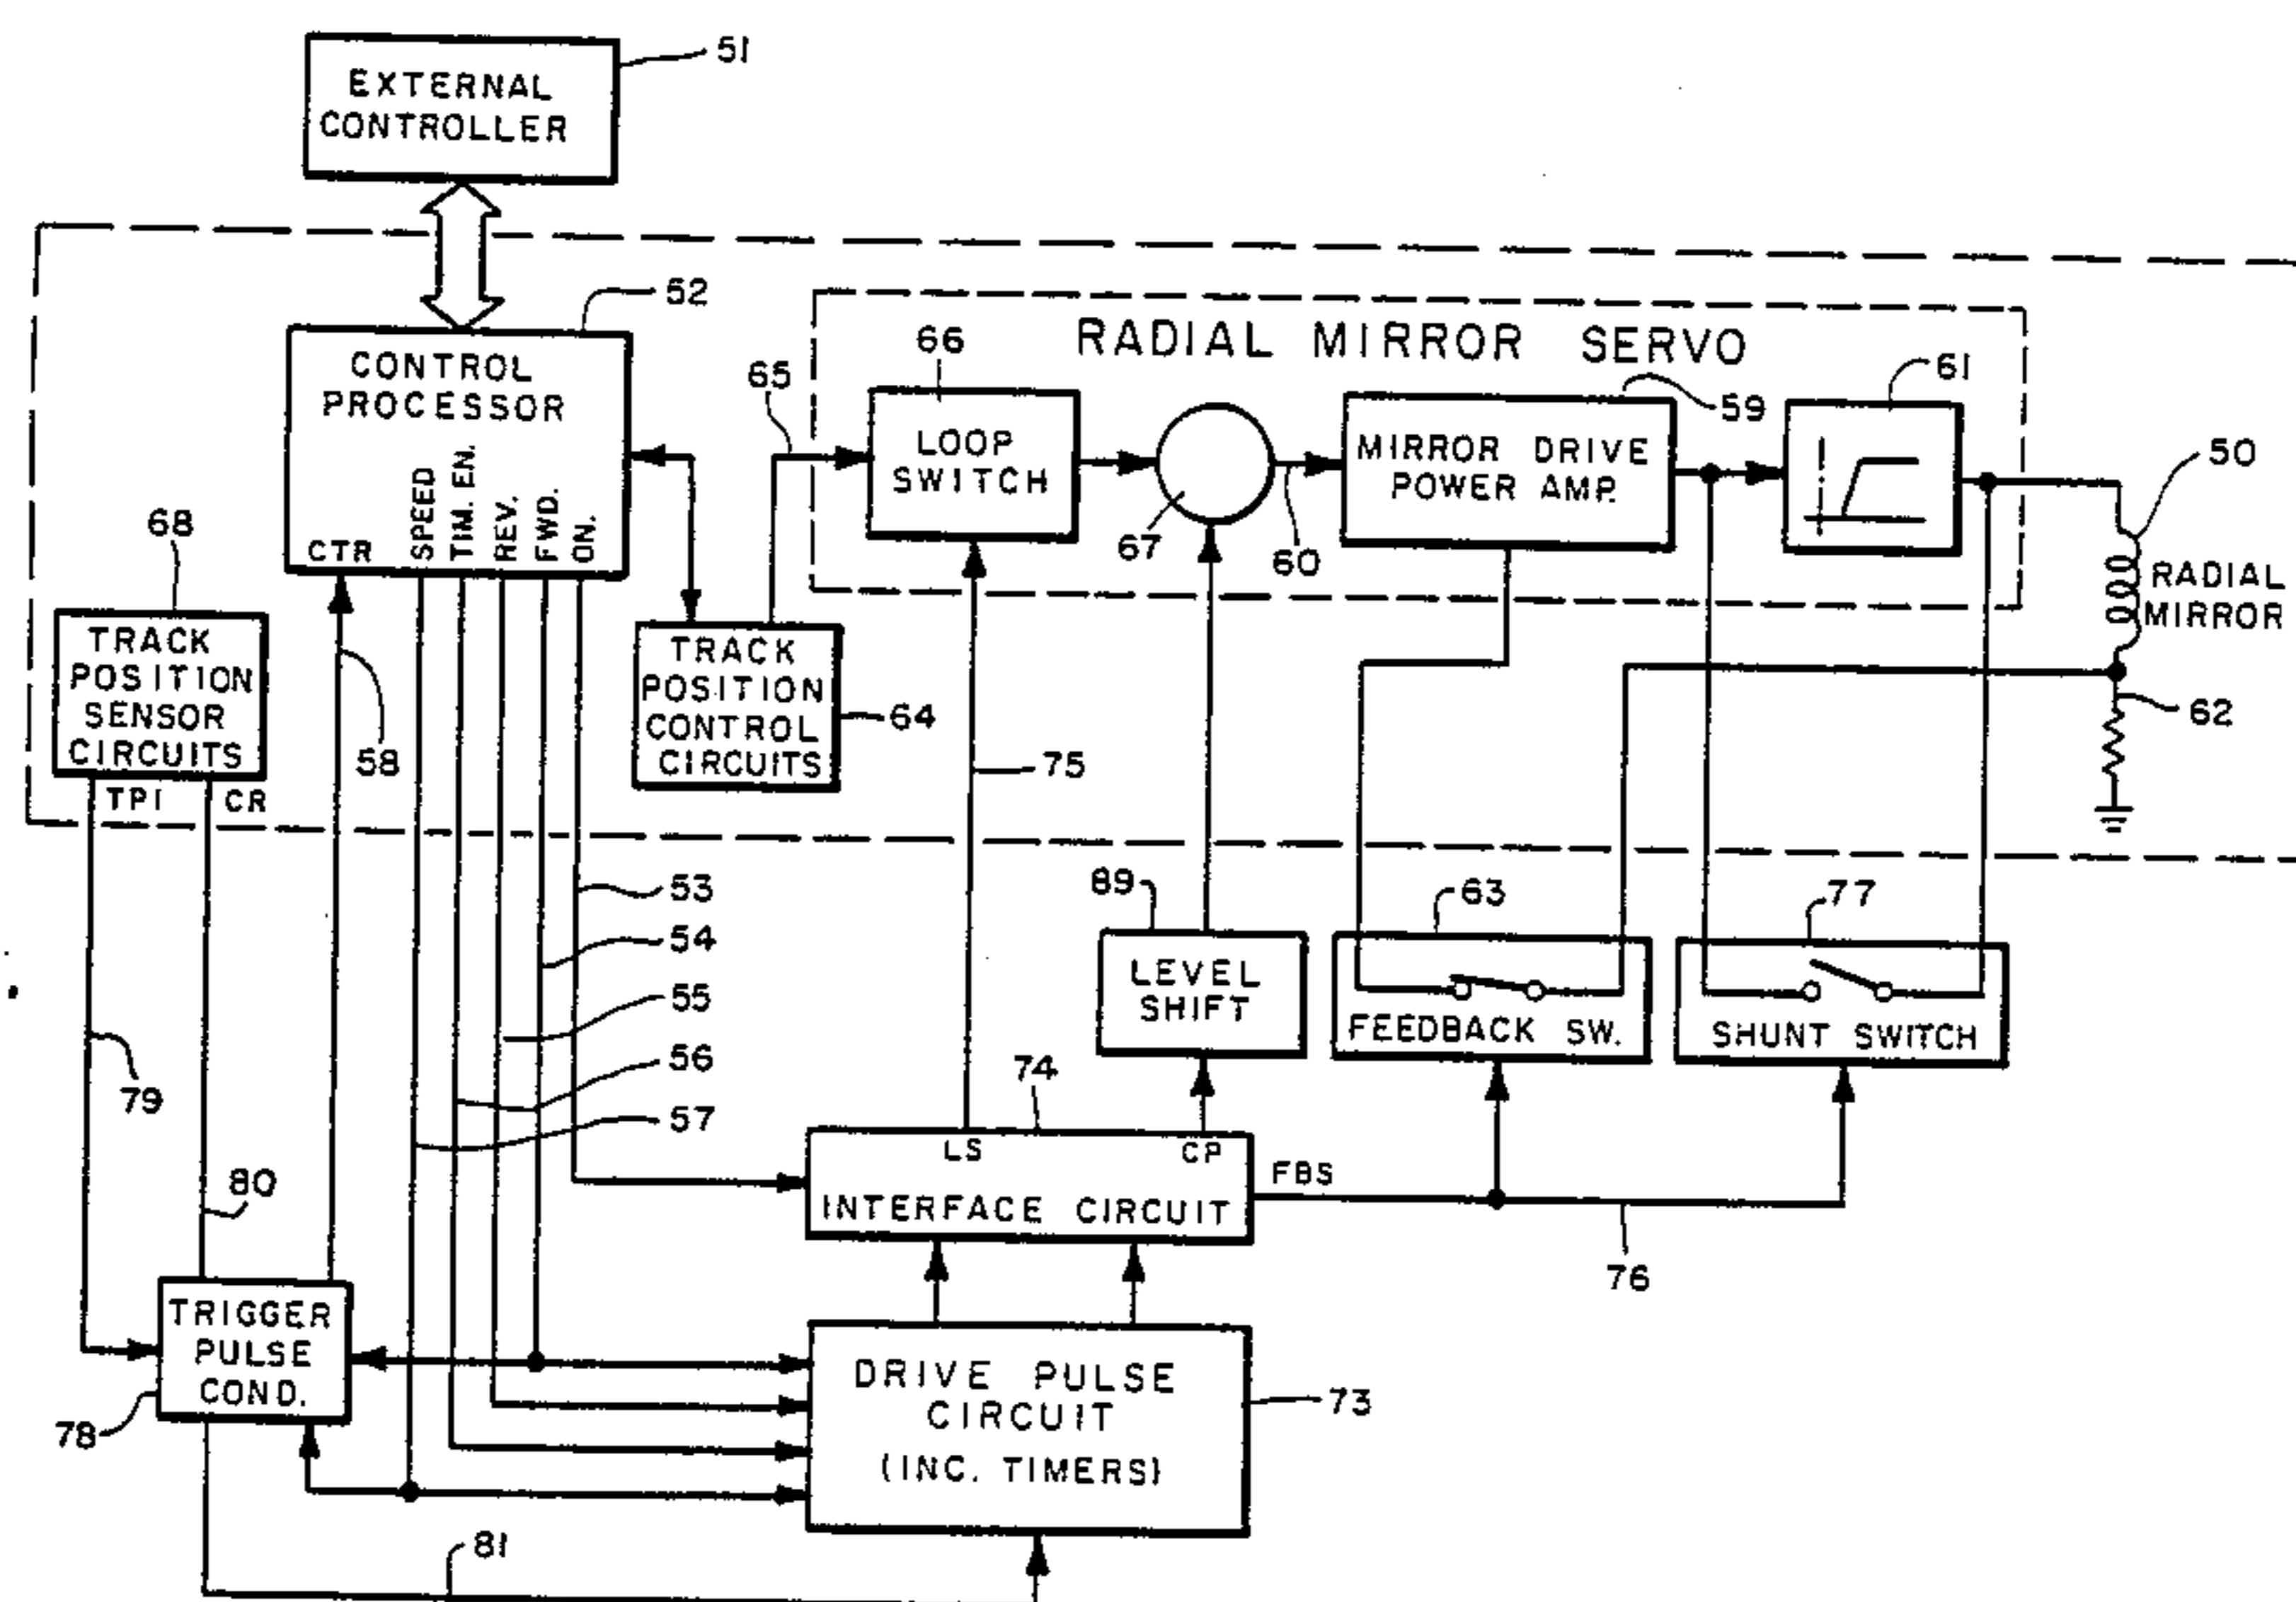 51
EXTERNAL
CONTROLLER
52
CONTROL
PROCESSOR
CTR
SPEED
TIM. EN.
REV.
FWD.
ON.
RADIAL MIRROR SERVO
65
66
LOOP
SWITCH
67
60
MIRROR DRIVE
POWER AMP.
59
61
50
RADIAL
MIRROR
62
68
TRACK
POSITION
SENSOR
CIRCUITS
TPI
CR
58
TRACK
POSITION
CONTROL
CIRCUITS
64
75
53
54
55
56
57
79
80
89
LEVEL
SHIFT
63
FEEDBACK SW.
77
SHUNT SWITCH
74
LS
CP
FBS
INTERFACE CIRCUIT
76
TRIGGER
PULSE
COND.
78
DRIVE PULSE
CIRCUIT
(INC. TIMERS)
73
81